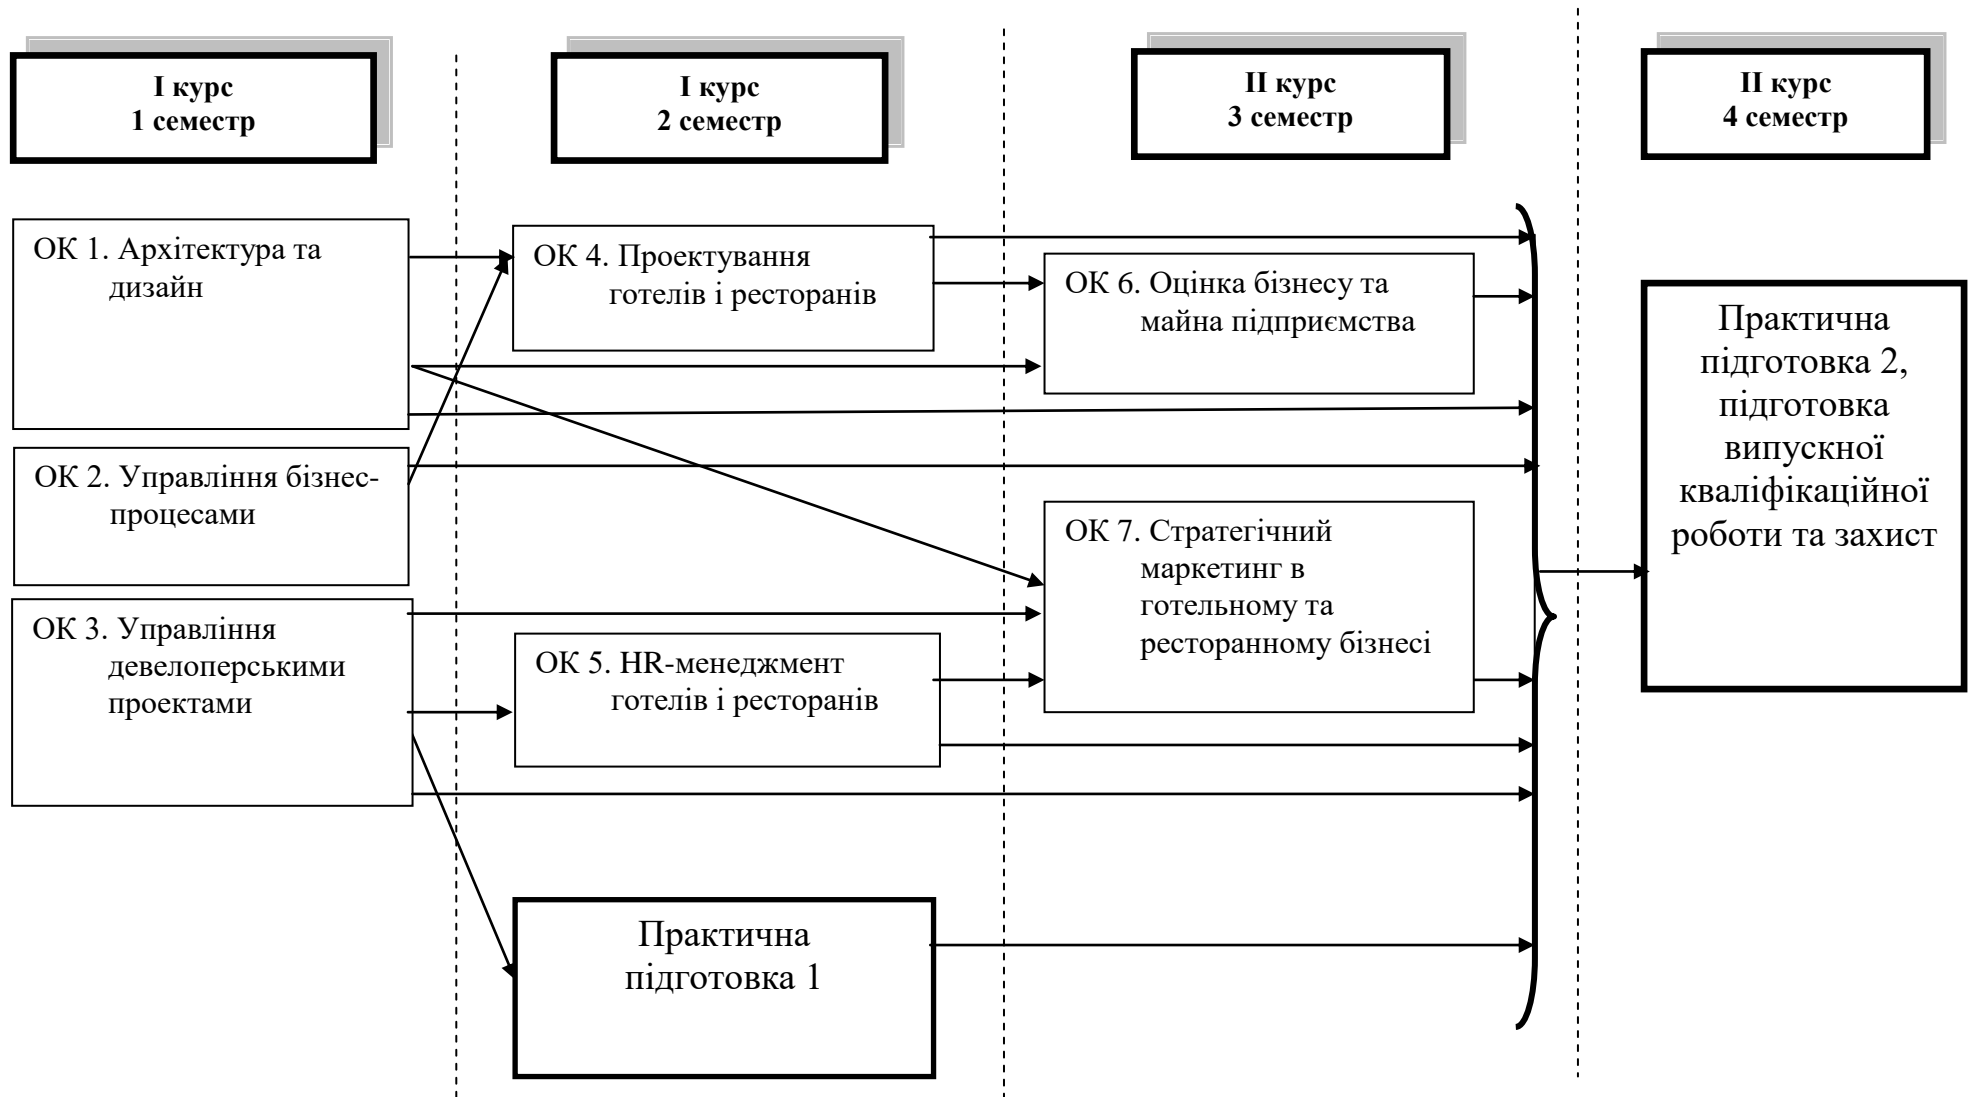 І курс
1 семестр
І курс
2 семестр
ІІ курс
3 семестр
ІІ курс
4 семестр
ОК 1. Архітектура та
дизайн
ОК 2. Управління бізнес-
процесами
ОК 3. Управління
девелоперськими
проектами
ОК 4. Проектування
готелів і ресторанів
ОК 5. HR-менеджмент
готелів і ресторанів
Практична
підготовка 1
ОК 6. Оцінка бізнесу та
майна підприємства
ОК 7. Стратегічний
маркетинг в
готельному та
ресторанному бізнесі
Практична
підготовка 2,
підготовка
випускної
кваліфікаційної
роботи та захист